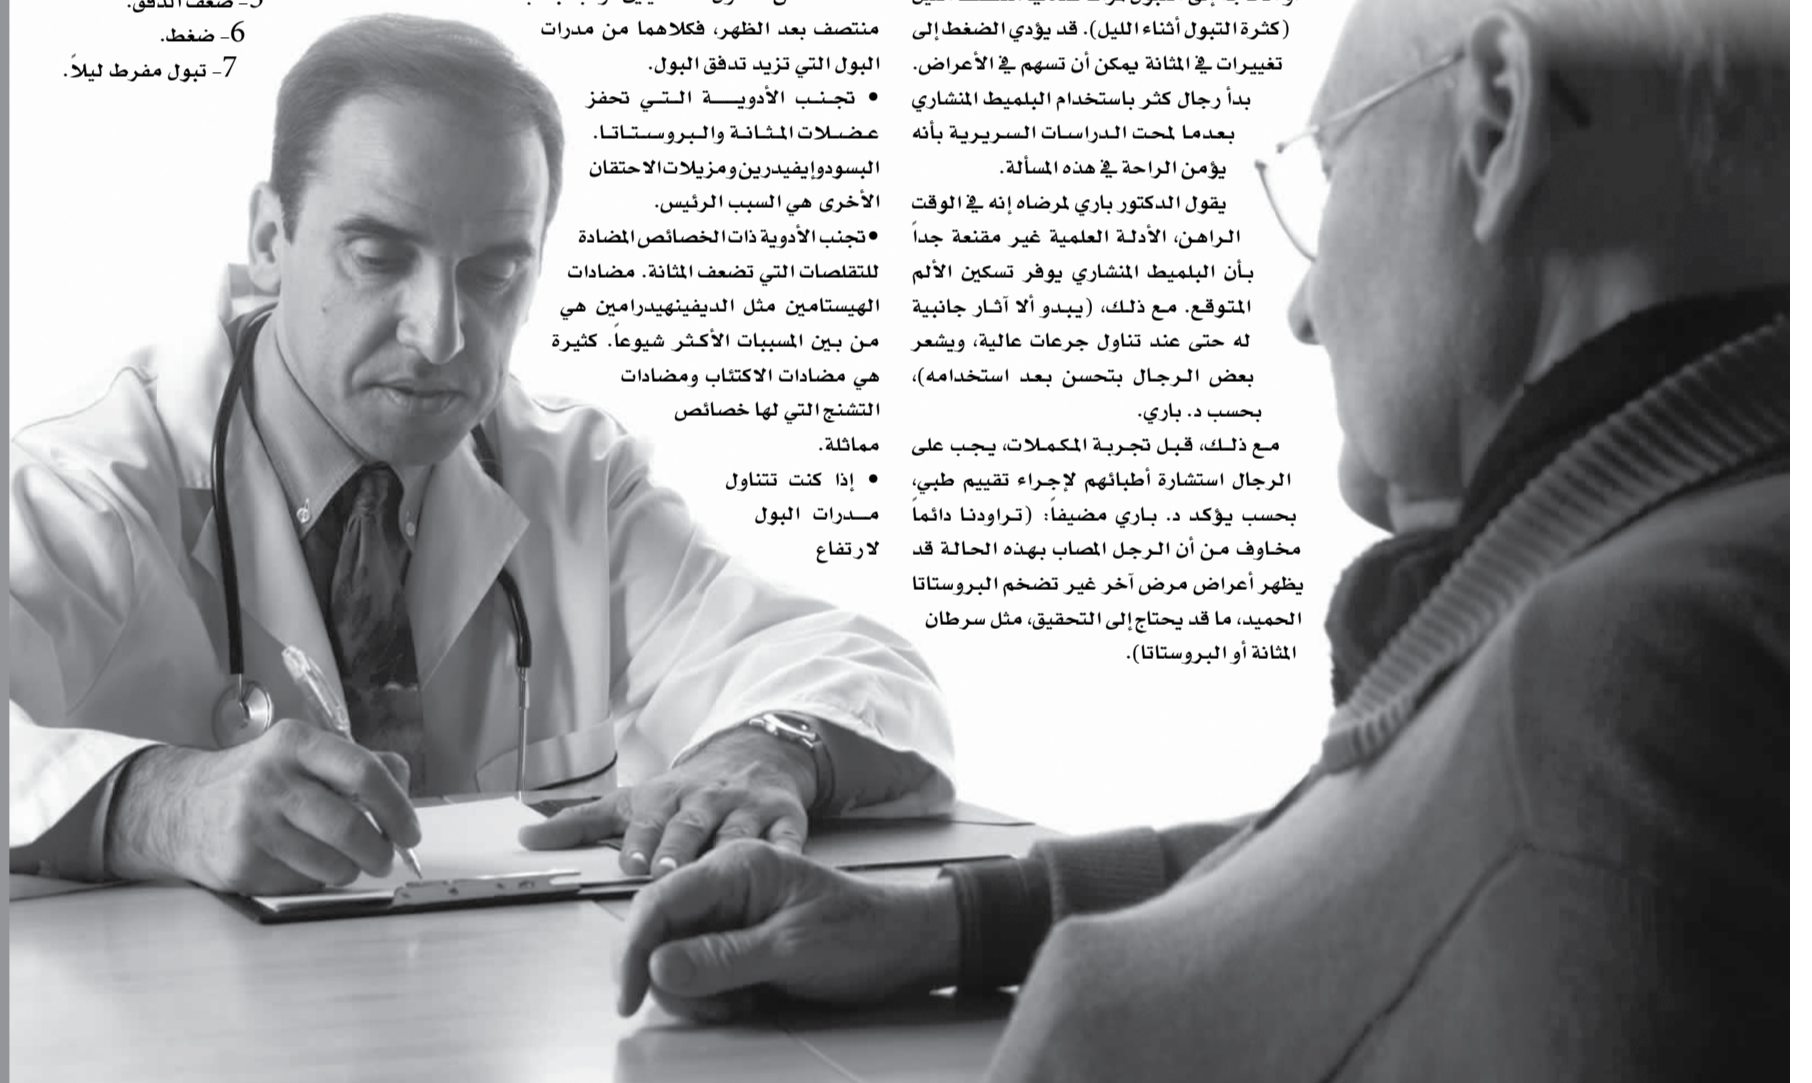 (كثرة التبول أثناء الليل). قد يؤدي الضغط إلى
تغييرات في المثانة يمكن أن تسهم في الأعراض.
بدأ رجال كثر باستخدام البلميط المنشاري
بعدما لمحت الدراسات السريرية بأنه
يؤمن الراحة في هذه المسألة.
يقول الدكتور باري لمرضاه إنه في الوقت
الراهن، الأدلة العلمية غير مقنعة جداً
بأن البلميط المنشاري يوفر تسكين الألم
المتوقع. مع ذلك، (يبدو ألا آثار جانبية
له حتى عند تناول جرعات عالية، ويشعر
بعض الرجال بتحسن بعد استخدامه)،
بحسب د. باري.
مع ذلك، قبل تجربة المكملات، يجب على
الرجال استشارة أطبائهم لإجراء تقييم طبي،
بحسب يؤكد د. باري مضيفاً: (تراودنا دائماً
مخاوف من أن الرجل المصاب بهذه الحالة قد
يظهر أعراض مرض آخر غير تضخم البروستاتا
الحميد، ما قد يحتاج إلى التحقيق، مثل سرطان
المثانة أو البروستاتا).
منتصف بعد الظهر، فكلاهما من مدرات
البول التي تزيد تدفق البول.
• تجنب الأدوية التي تحفز
عضلات المثانة والبروستاتا.
البسودوإيفيدرين ومزيلات الاحتقان
الأخرى هي السبب الرئيس.
• تجنب الأدوية ذات الخصائص المضادة
للتقلصات التي تضعف المثانة. مضادات
الهيستامين مثل الديفينهيدرامين هي
من بين المسببات الأكثر شيوعاً. كثيرة
هي مضادات الاكتئاب ومضادات
التشنج التي لها خصائص
مماثلة.
• إذا كنت تتناول
مدرات البول
لارتفاع
5- ضعف الدفق.
6- ضغط.
7- تبول مفرط ليلاً.